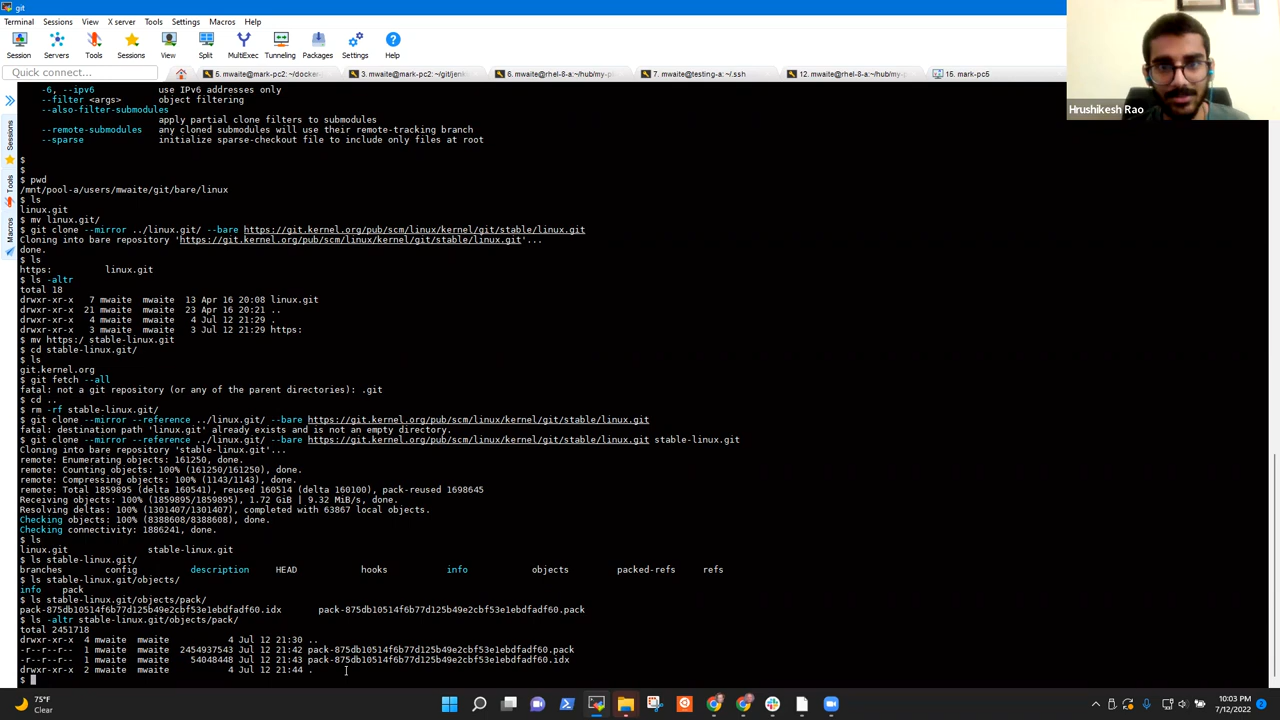 git
Terminal Sessions View X server Tools Settings Macros Help
Session Servers Tools Sessions View Split MultiExec Tunneling Packages Settings Help
Quick connect...
5. mwaite@mark-pc2: ~/docke
3. mwaite@mark-pc2: ~/git/jenk
6. mwaite@rhel-8-a:~/hub/my-p
7. mwaite@testing-a: ~/.ssh
12. mwaite@rhel-8-a:~/hub/my-p
15. mark-pc5
Sessions
Tools
Macros
-6, --ipv6 use IPv6 addresses only
--filter <args> object filtering
--also-filter-submodules
apply partial clone filters to submodules
--remote-submodules any cloned submodules will use their remote-tracking branch
--sparse initialize sparse-checkout file to include only files at root
$
$
$ pwd
/mnt/pool-a/users/mwaite/git/bare/linux
$ ls
linux.git
$ mv linux.git/
$ git clone --mirror ../linux.git/ --bare https://git.kernel.org/pub/scm/linux/kernel/git/stable/linux.git
Cloning into bare repository 'https://git.kernel.org/pub/scm/linux/kernel/git/stable/linux.git'...
done.
$ ls
https: linux.git
$ ls -altr
total 18
drwxr-xr-x 7 mwaite mwaite 13 Apr 16 20:08 linux.git
drwxr-xr-x 21 mwaite mwaite 23 Apr 16 20:21 ..
drwxr-xr-x 4 mwaite mwaite 4 Jul 12 21:29 .
drwxr-xr-x 3 mwaite mwaite 3 Jul 12 21:29 https:
$ mv https:/ stable-linux.git
$ cd stable-linux.git/
$ ls
git.kernel.org
$ git fetch --all
fatal: not a git repository (or any of the parent directories): .git
$ cd ..
$ rm -rf stable-linux.git/
$ git clone --mirror --reference ../linux.git/ --bare https://git.kernel.org/pub/scm/linux/kernel/git/stable/linux.git
fatal: destination path 'linux.git' already exists and is not an empty directory.
$ git clone --mirror --reference ../linux.git/ --bare https://git.kernel.org/pub/scm/linux/kernel/git/stable/linux.git stable-linux.git
Cloning into bare repository 'stable-linux.git'...
remote: Enumerating objects: 161250, done.
remote: Counting objects: 100% (161250/161250), done.
remote: Compressing objects: 100% (1143/1143), done.
remote: Total 1859895 (delta 160541), reused 160514 (delta 160100), pack-reused 1698645
Receiving objects: 100% (1859895/1859895), 1.72 GiB | 9.32 MiB/s, done.
Resolving deltas: 100% (1301407/1301407), completed with 63867 local objects.
Checking objects: 100% (8388608/8388608), done.
Checking connectivity: 1886241, done.
$ ls
linux.git stable-linux.git
$ ls stable-linux.git/
branches config description HEAD hooks info objects packed-refs refs
$ ls stable-linux.git/objects/
info pack
$ ls stable-linux.git/objects/pack/
pack-875db10514f6b77d125b49e2cbf53e1ebdfadf60.idx pack-875db10514f6b77d125b49e2cbf53e1ebdfadf60.pack
$ ls -altr stable-linux.git/objects/pack/
total 2451718
drwxr-xr-x 4 mwaite mwaite 4 Jul 12 21:30 ..
-r--r--r-- 1 mwaite mwaite 2454937543 Jul 12 21:42 pack-875db10514f6b77d125b49e2cbf53e1ebdfadf60.pack
-r--r--r-- 1 mwaite mwaite 54048448 Jul 12 21:43 pack-875db10514f6b77d125b49e2cbf53e1ebdfadf60.idx
drwxr-xr-x 2 mwaite mwaite 4 Jul 12 21:44 .
$
Hrushikesh Rao
75°F
Clear
10:03 PM
7/12/2022